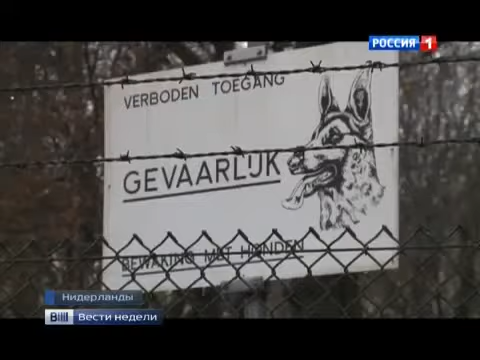 РОССИЯ 1
VERBODEN TOEGANG
GEVAARLIJK
BEWAKING MET HONDEN
Нидерланды
Вести недели